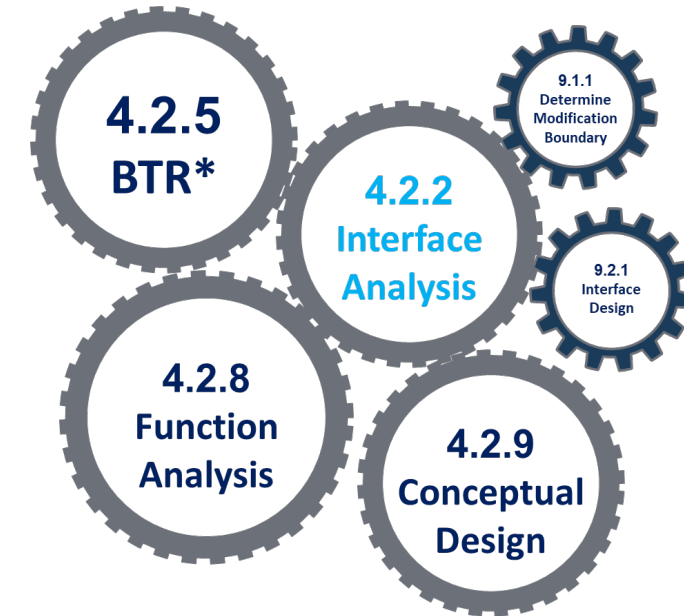 4.2.5
BTR*
9.1.1
Determine
Modification
Boundary
4.2.2
Interface
Analysis
9.2.1
Interface
Design
4.2.8
Function
Analysis
4.2.9
Conceptual
Design